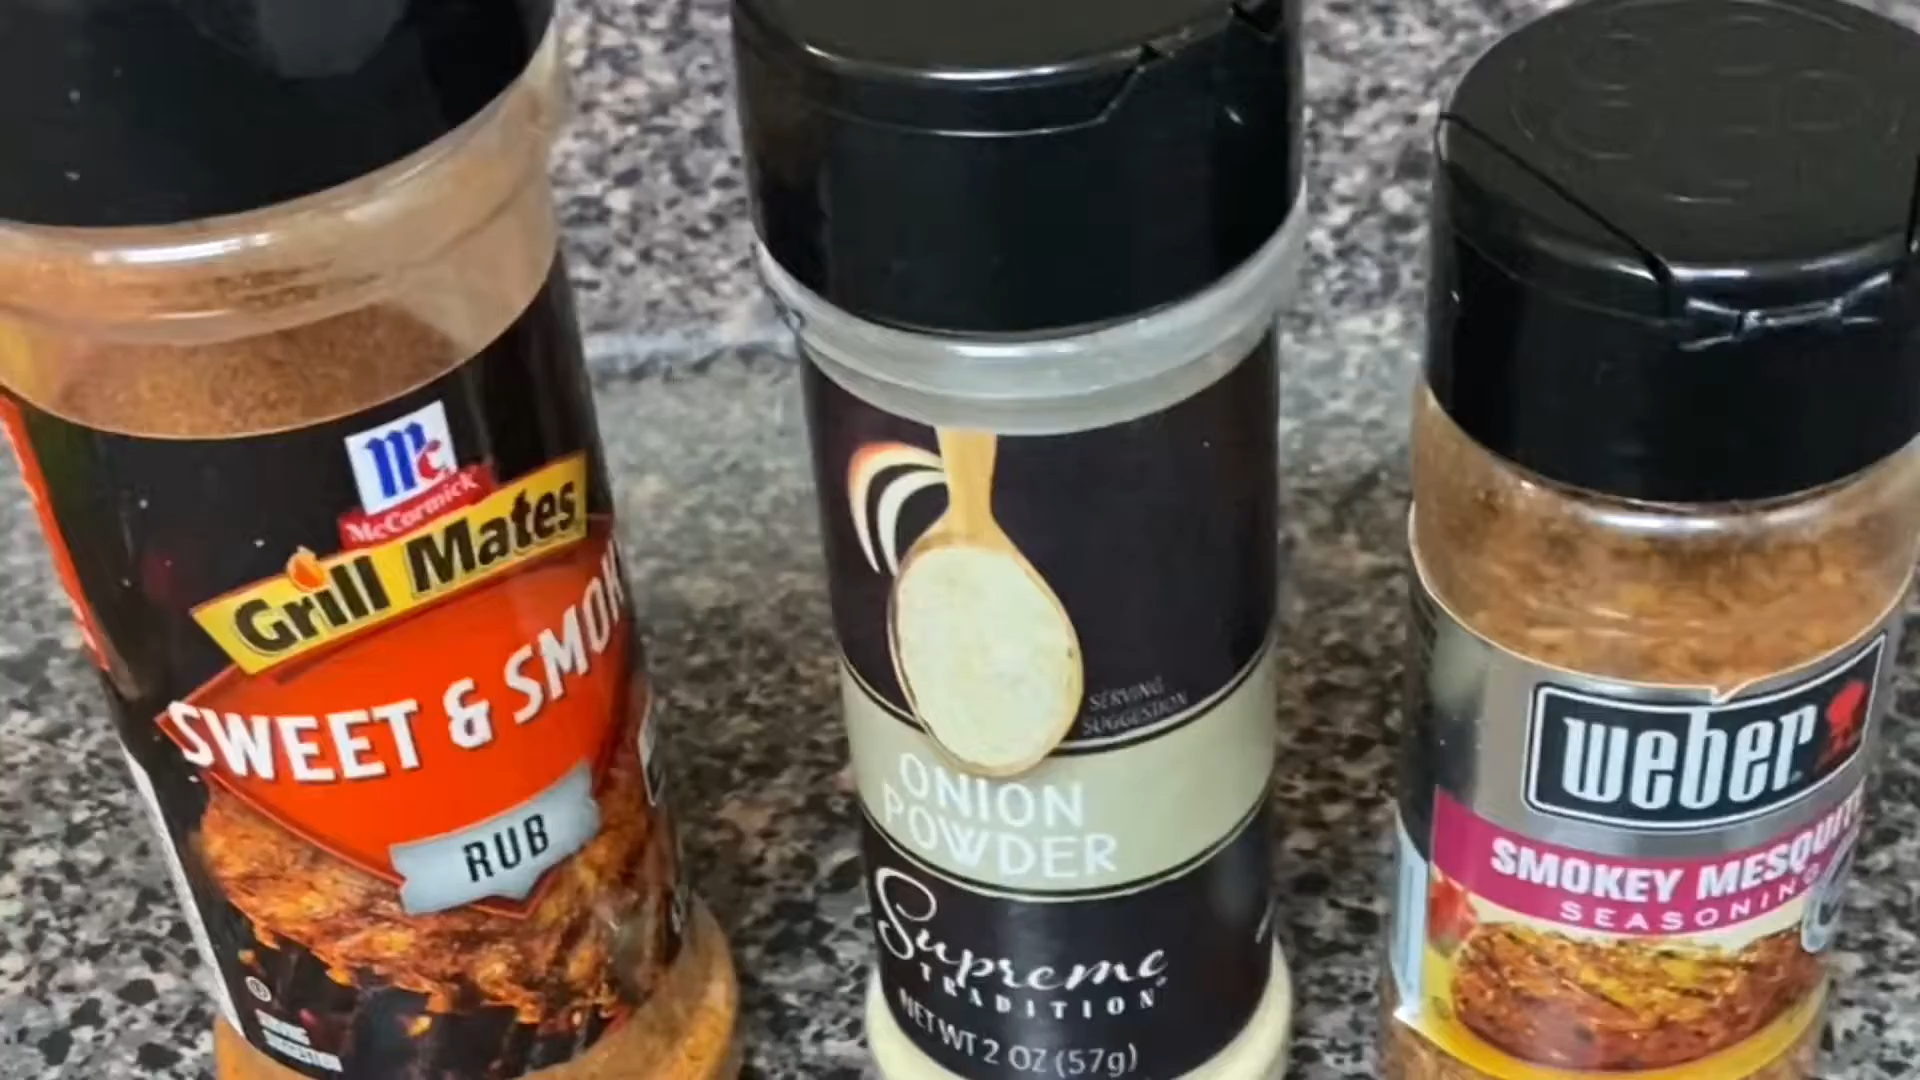 Mc
McCormick
Grill Mates
SWEET & SMOK
RUB
SERVING
SUGGESTION
ONION
POWDER
Supreme
TRADITION
NET WT 2 OZ (57g)
weber
SMOKEY MESQUITE
SEASONING